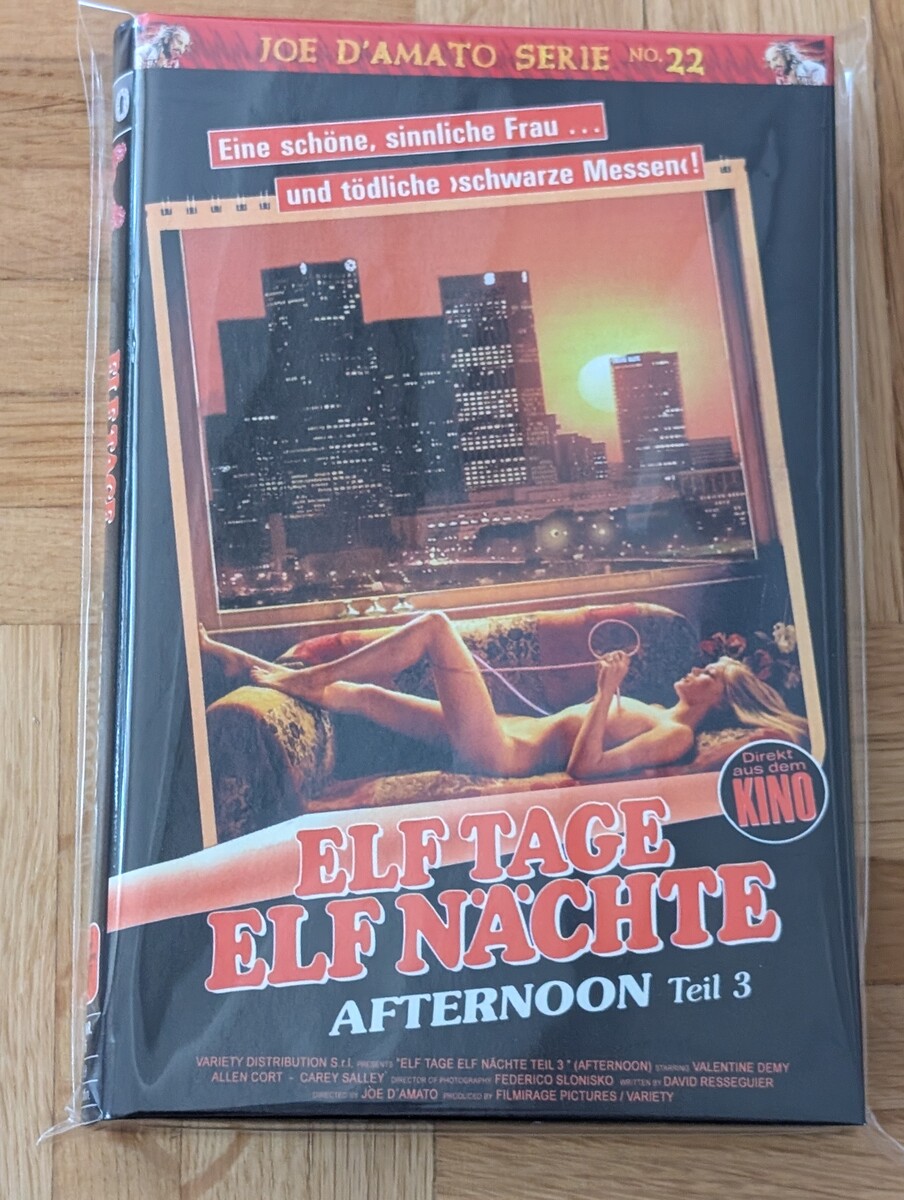 JOE D'AMATO SERIE NO. 22
Eine schöne, sinnliche Frau ...
und tödliche ›schwarze Messen‹!
Direkt
aus dem
KINO
ELF TAGE
ELF NÄCHTE
AFTERNOON Teil 3
VARIETY DISTRIBUTION S.r.l. PRESENTS "ELF TAGE ELF NÄCHTE TEIL 3 " (AFTERNOON) STARRING VALENTINE DEMY
ALLEN CORT - CAREY SALLEY DIRECTOR OF PHOTOGRAPHY FEDERICO SLONISKO WRITTEN BY DAVID RESSEGUIER
DIRECTED BY JOE D'AMATO PRODUCED BY FILMIRAGE PICTURES / VARIETY
ELF TAGE